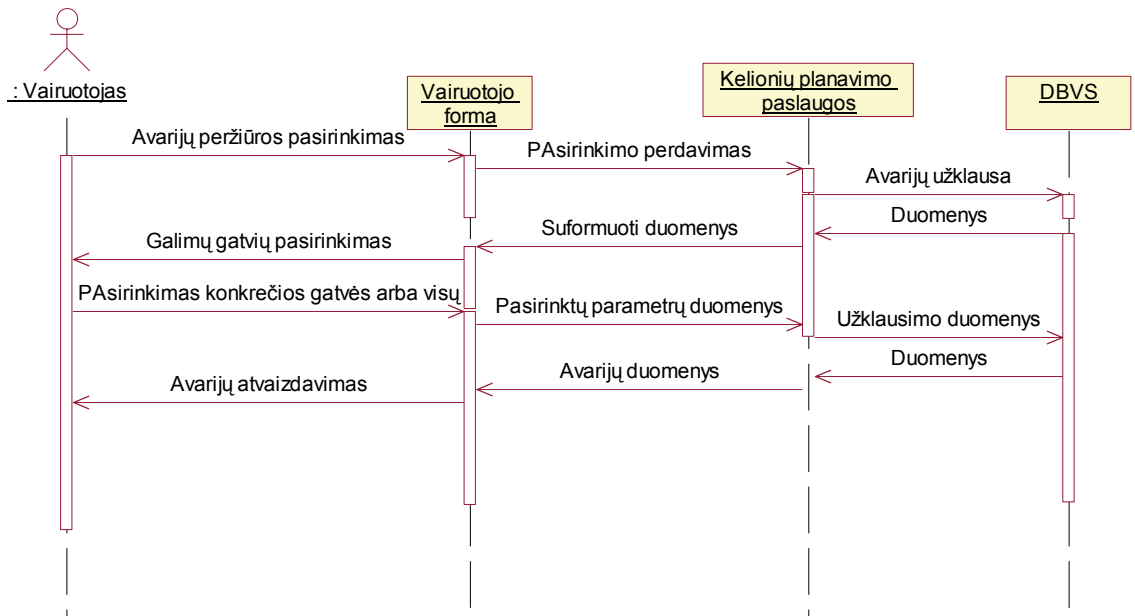 : Vairuotojas
Vairuotojo
forma
Kelionių planavimo
paslaugos
DBVS
Avarijų peržiūros pasirinkimas
PAsirinkimo perdavimas
Avarijų užklausa
Duomenys
Suformuoti duomenys
Galimų gatvių pasirinkimas
PAsirinkimas konkrečios gatvės arba visų
Pasirinktų parametrų duomenys
Užklausimo duomenys
Duomenys
Avarijų duomenys
Avarijų atvaizdavimas